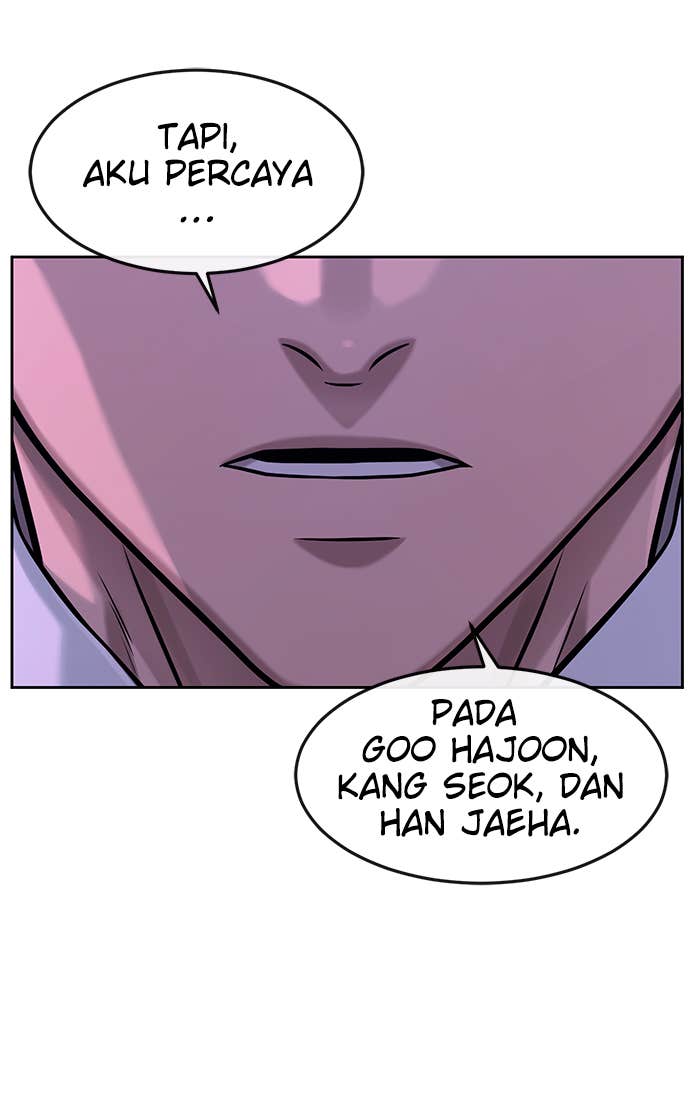 TAPI,
AKU PERCAYA
...
PADA
GOO HAJOON,
KANG SEOK, DAN
HAN JAEHA.